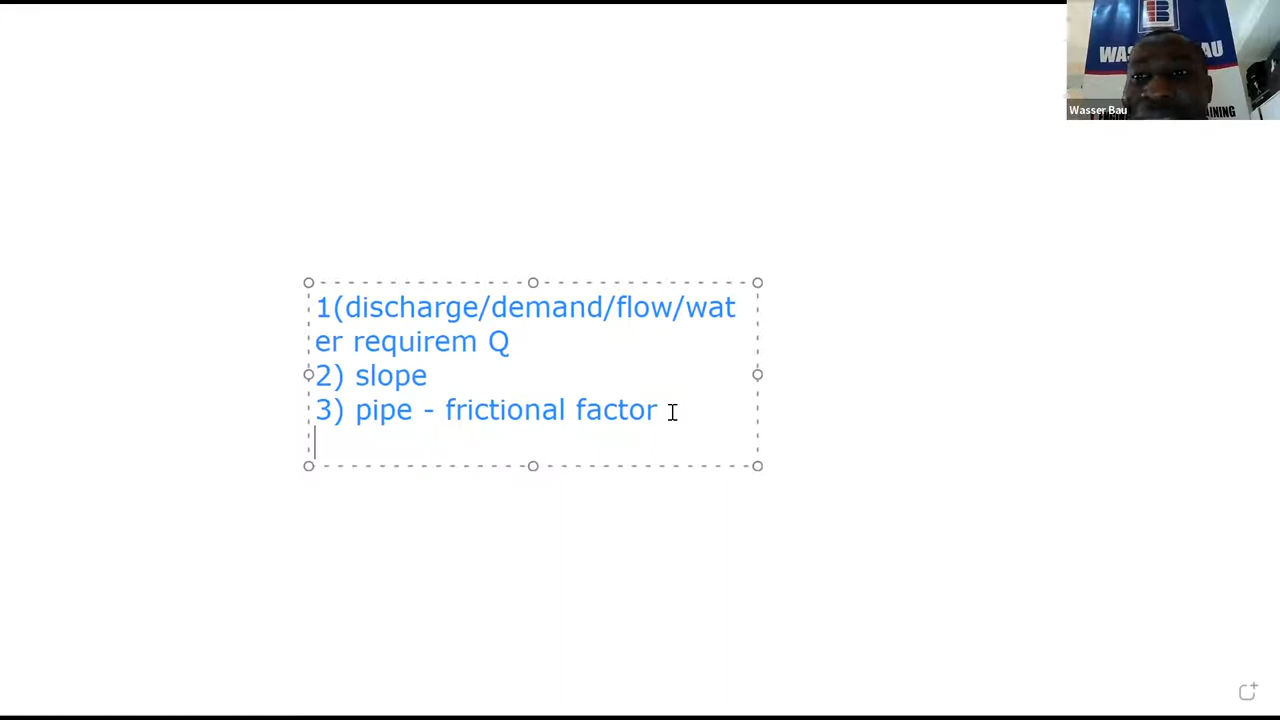 1(discharge/demand/flow/wat
er requirem Q
2) slope
3) pipe - frictional factor
Wasser Bau